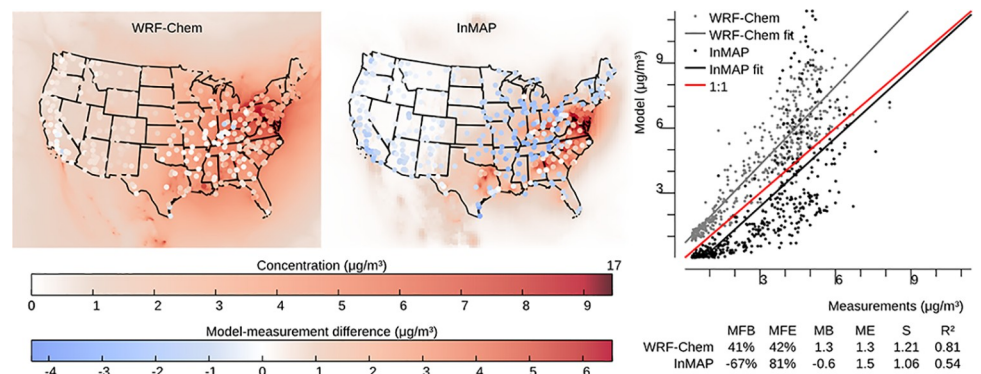 WRF-Chem
InMAP
Concentration (µg/m³)
17
0 1 2 3 4 5 6 7 8 9
Model-measurement difference (µg/m³)
-4 -3 -2 -1 0 1 2 3 4 5 6
WRF-Chem
WRF-Chem fit
InMAP
InMAP fit
1:1
Model (µg/m³)
9
6
3
3 6 9
Measurements (µg/m³)
MFB MFE MB ME S R²
WRF-Chem 41% 42% 1.3 1.3 1.21 0.81
InMAP -67% 81% -0.6 1.5 1.06 0.54